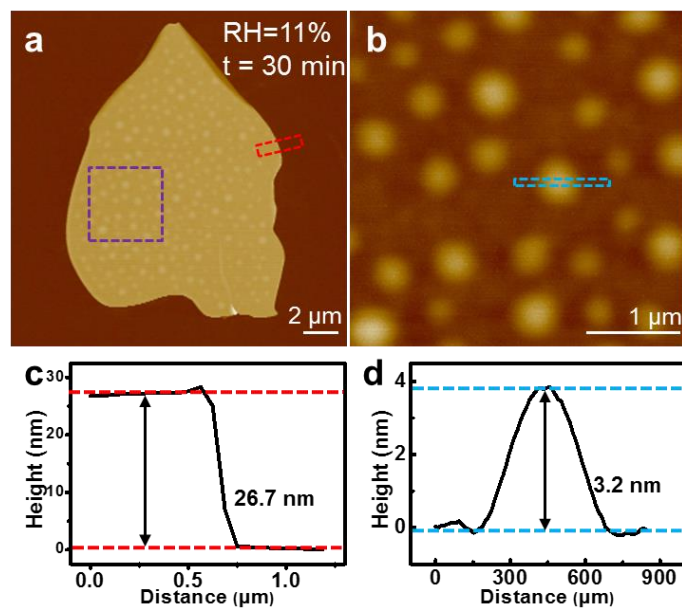 a
RH=11%
t = 30 min
2 μm
b
1 μm
c
30
20
10
0
Height (nm)
26.7 nm
0.0
0.5
1.0
Distance (μm)
d
4
2
0
Height (nm)
3.2 nm
0
300
600
900
Distance (μm)